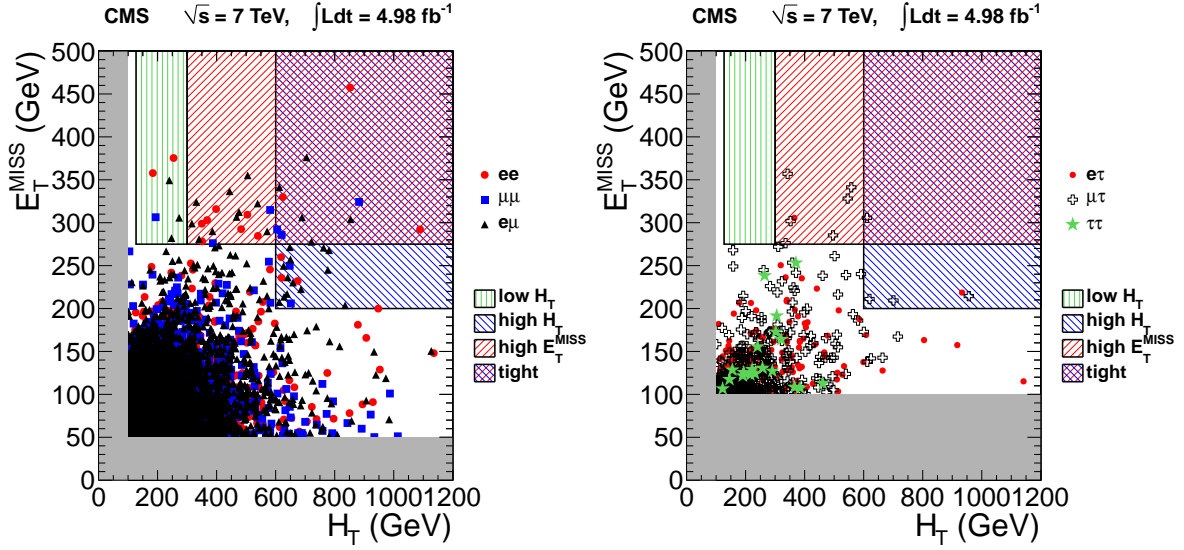 CMS √s = 7 TeV, ∫Ldt = 4.98 fb⁻¹
E_T^MISS (GeV)
500
450
400
350
300
250
200
150
100
50
0
0 200 400 600 800 1000 1200
H_T (GeV)
ee
μμ
eμ
low H_T
high H_T
high E_T^MISS
tight
CMS √s = 7 TeV, ∫Ldt = 4.98 fb⁻¹
E_T^MISS (GeV)
500
450
400
350
300
250
200
150
100
50
0
0 200 400 600 800 1000 1200
H_T (GeV)
eτ
μτ
ττ
low H_T
high H_T
high E_T^MISS
tight